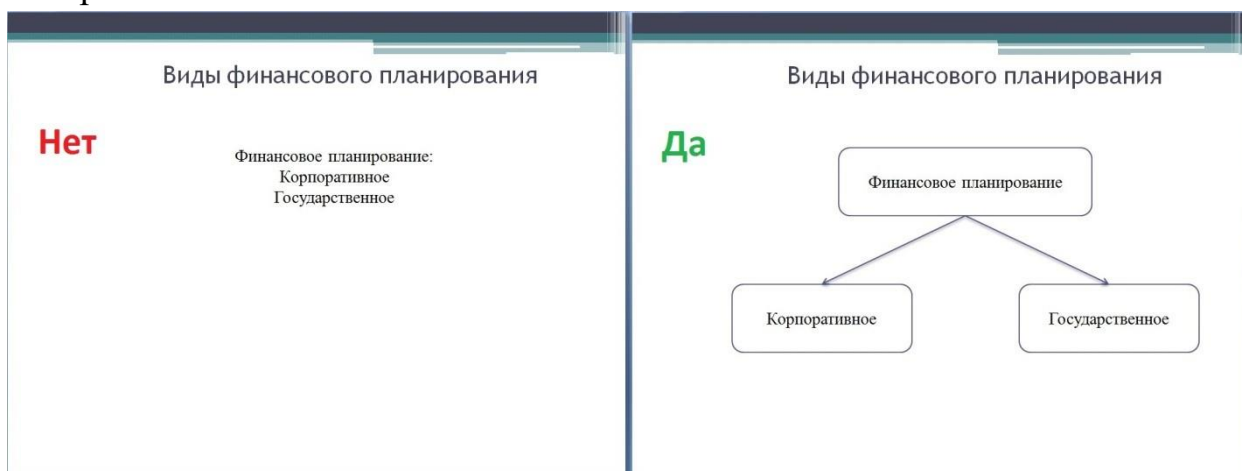 Виды финансового планирования
Нет
Финансовое планирование:
Корпоративное
Государственное
Виды финансового планирования
Да
Финансовое планирование
Корпоративное
Государственное